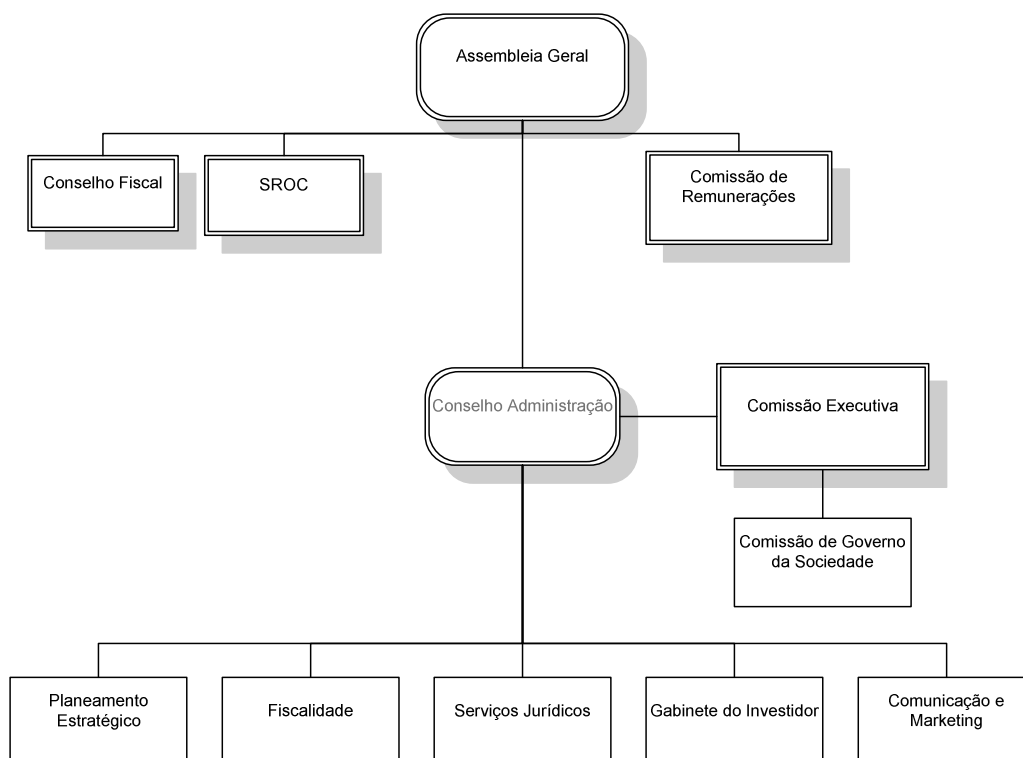 Assembleia Geral
Conselho Fiscal
SROC
Comissão de
Remunerações
Conselho Administração
Comissão Executiva
Comissão de Governo
da Sociedade
Planeamento
Estratégico
Fiscalidade
Serviços Jurídicos
Gabinete do Investidor
Comunicação e
Marketing